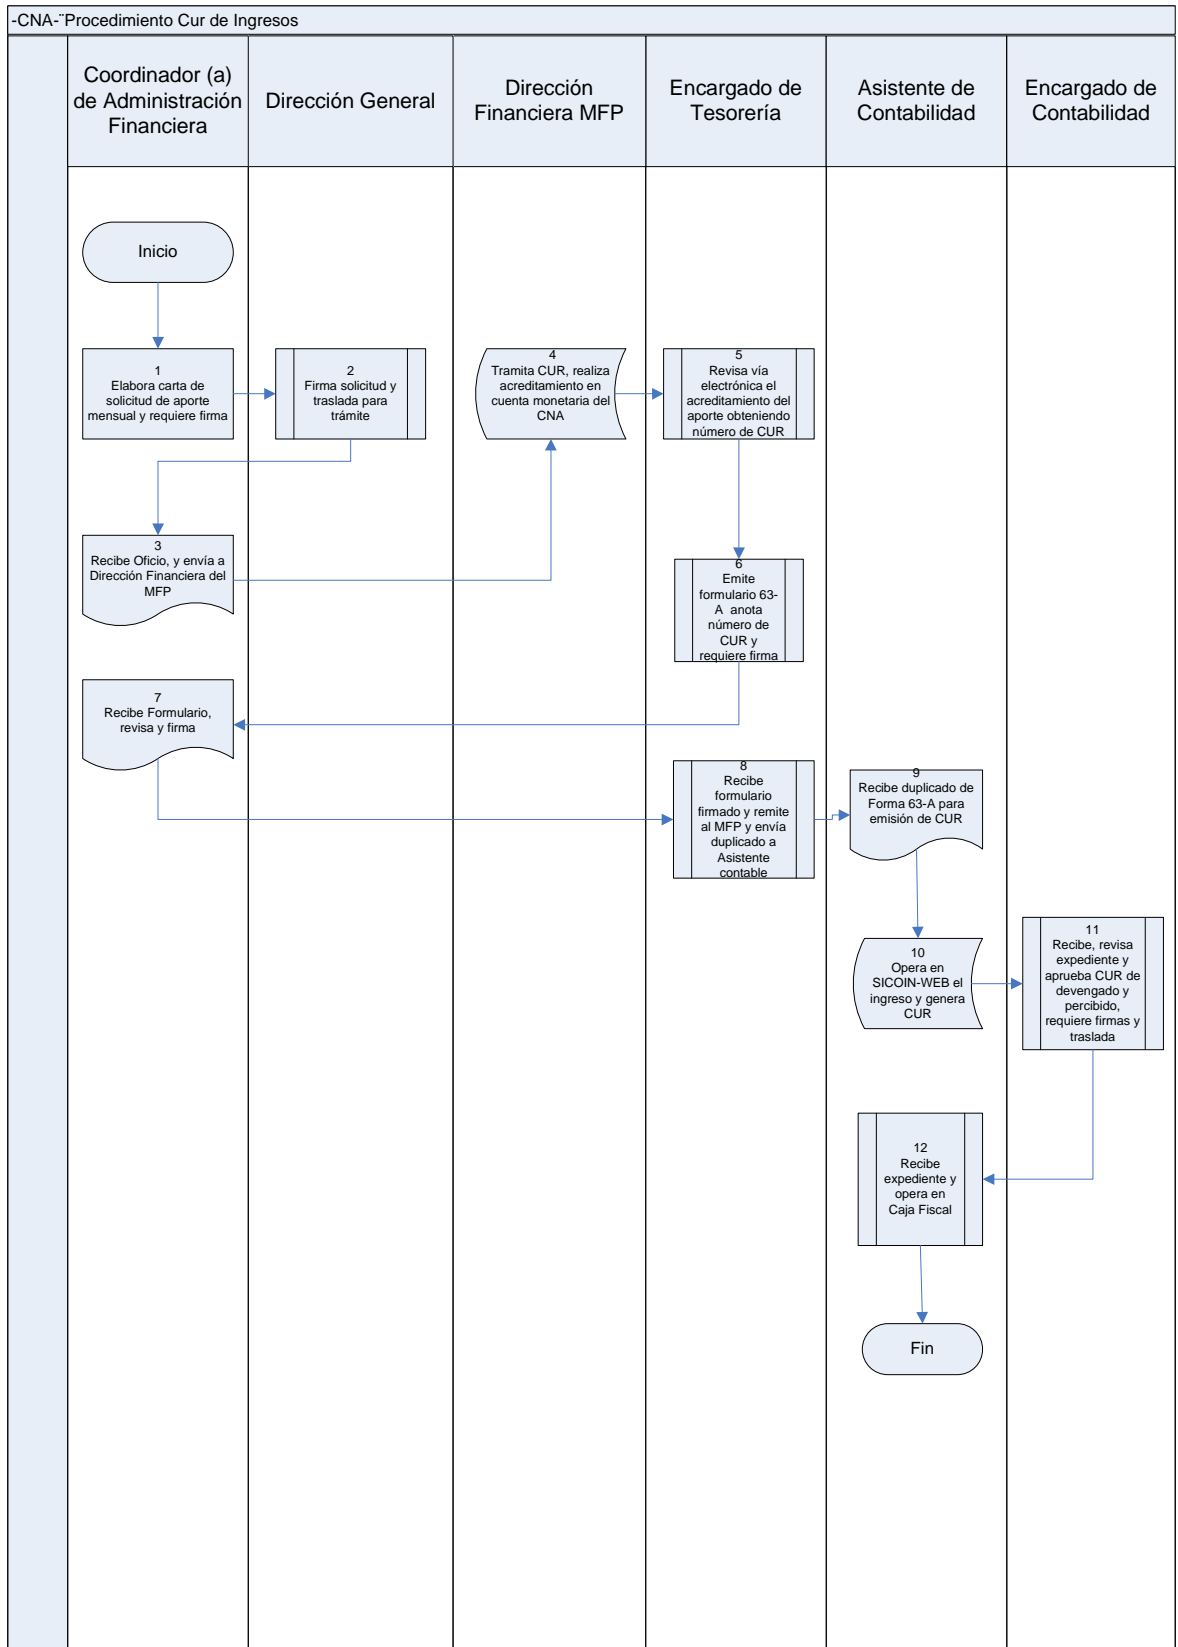 -CNA-¨Procedimiento Cur de Ingresos
Coordinador (a)
de Administración
Financiera
Dirección General
Dirección
Financiera MFP
Encargado de
Tesorería
Asistente de
Contabilidad
Encargado de
Contabilidad
Inicio
1
Elabora carta de
solicitud de aporte
mensual y requiere firma
2
Firma solicitud y
traslada para
trámite
4
Tramita CUR, realiza
acreditamiento en
cuenta monetaria del
CNA
5
Revisa vía
electrónica el
acreditamiento del
aporte obteniendo
número de CUR
3
Recibe Oficio, y envía a
Dirección Financiera del
MFP
6
Emite
formulario 63-
A anota
número de
CUR y
requiere firma
7
Recibe Formulario,
revisa y firma
8
Recibe
formulario
firmado y remite
al MFP y envía
duplicado a
Asistente
contable
9
Recibe duplicado de
Forma 63-A para
emisión de CUR
10
Opera en
SICOIN-WEB el
ingreso y genera
CUR
11
Recibe, revisa
expediente y
aprueba CUR de
devengado y
percibido,
requiere firmas y
traslada
12
Recibe
expediente y
opera en
Caja Fiscal
Fin